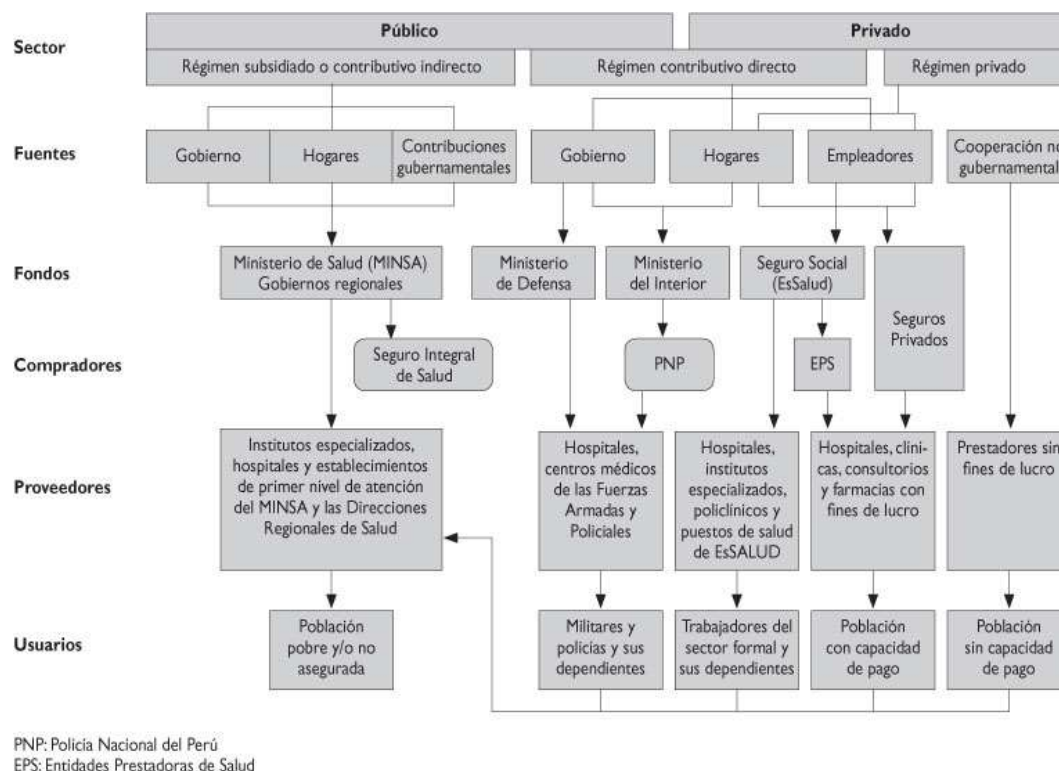 Sector
Público
Privado
Régimen subsidiado o contributivo indirecto
Régimen contributivo directo
Régimen privado
Fuentes
Gobierno
Hogares
Contribuciones
gubernamentales
Gobierno
Hogares
Empleadores
Cooperación no
gubernamental
Fondos
Ministerio de Salud (MINSA)
Gobiernos regionales
Ministerio
de Defensa
Ministerio
del Interior
Seguro Social
(EsSalud)
Seguros
Privados
Compradores
Seguro Integral
de Salud
PNP
EPS
Proveedores
Institutos especializados,
hospitales y establecimientos
de primer nivel de atención
del MINSA y las Direcciones
Regionales de Salud
Hospitales,
centros médicos
de las Fuerzas
Armadas y
Policiales
Hospitales,
institutos
especializados,
policlínicos y
puestos de salud
de EsSALUD
Hospitales, clíni-
cas, consultorios
y farmacias con
fines de lucro
Prestadores sin
fines de lucro
Usuarios
Población
pobre y/o no
asegurada
Militares y
policías y sus
dependientes
Trabajadores del
sector formal y
sus dependientes
Población
con capacidad
de pago
Población
sin capacidad
de pago
PNP: Policía Nacional del Perú
EPS: Entidades Prestadoras de Salud